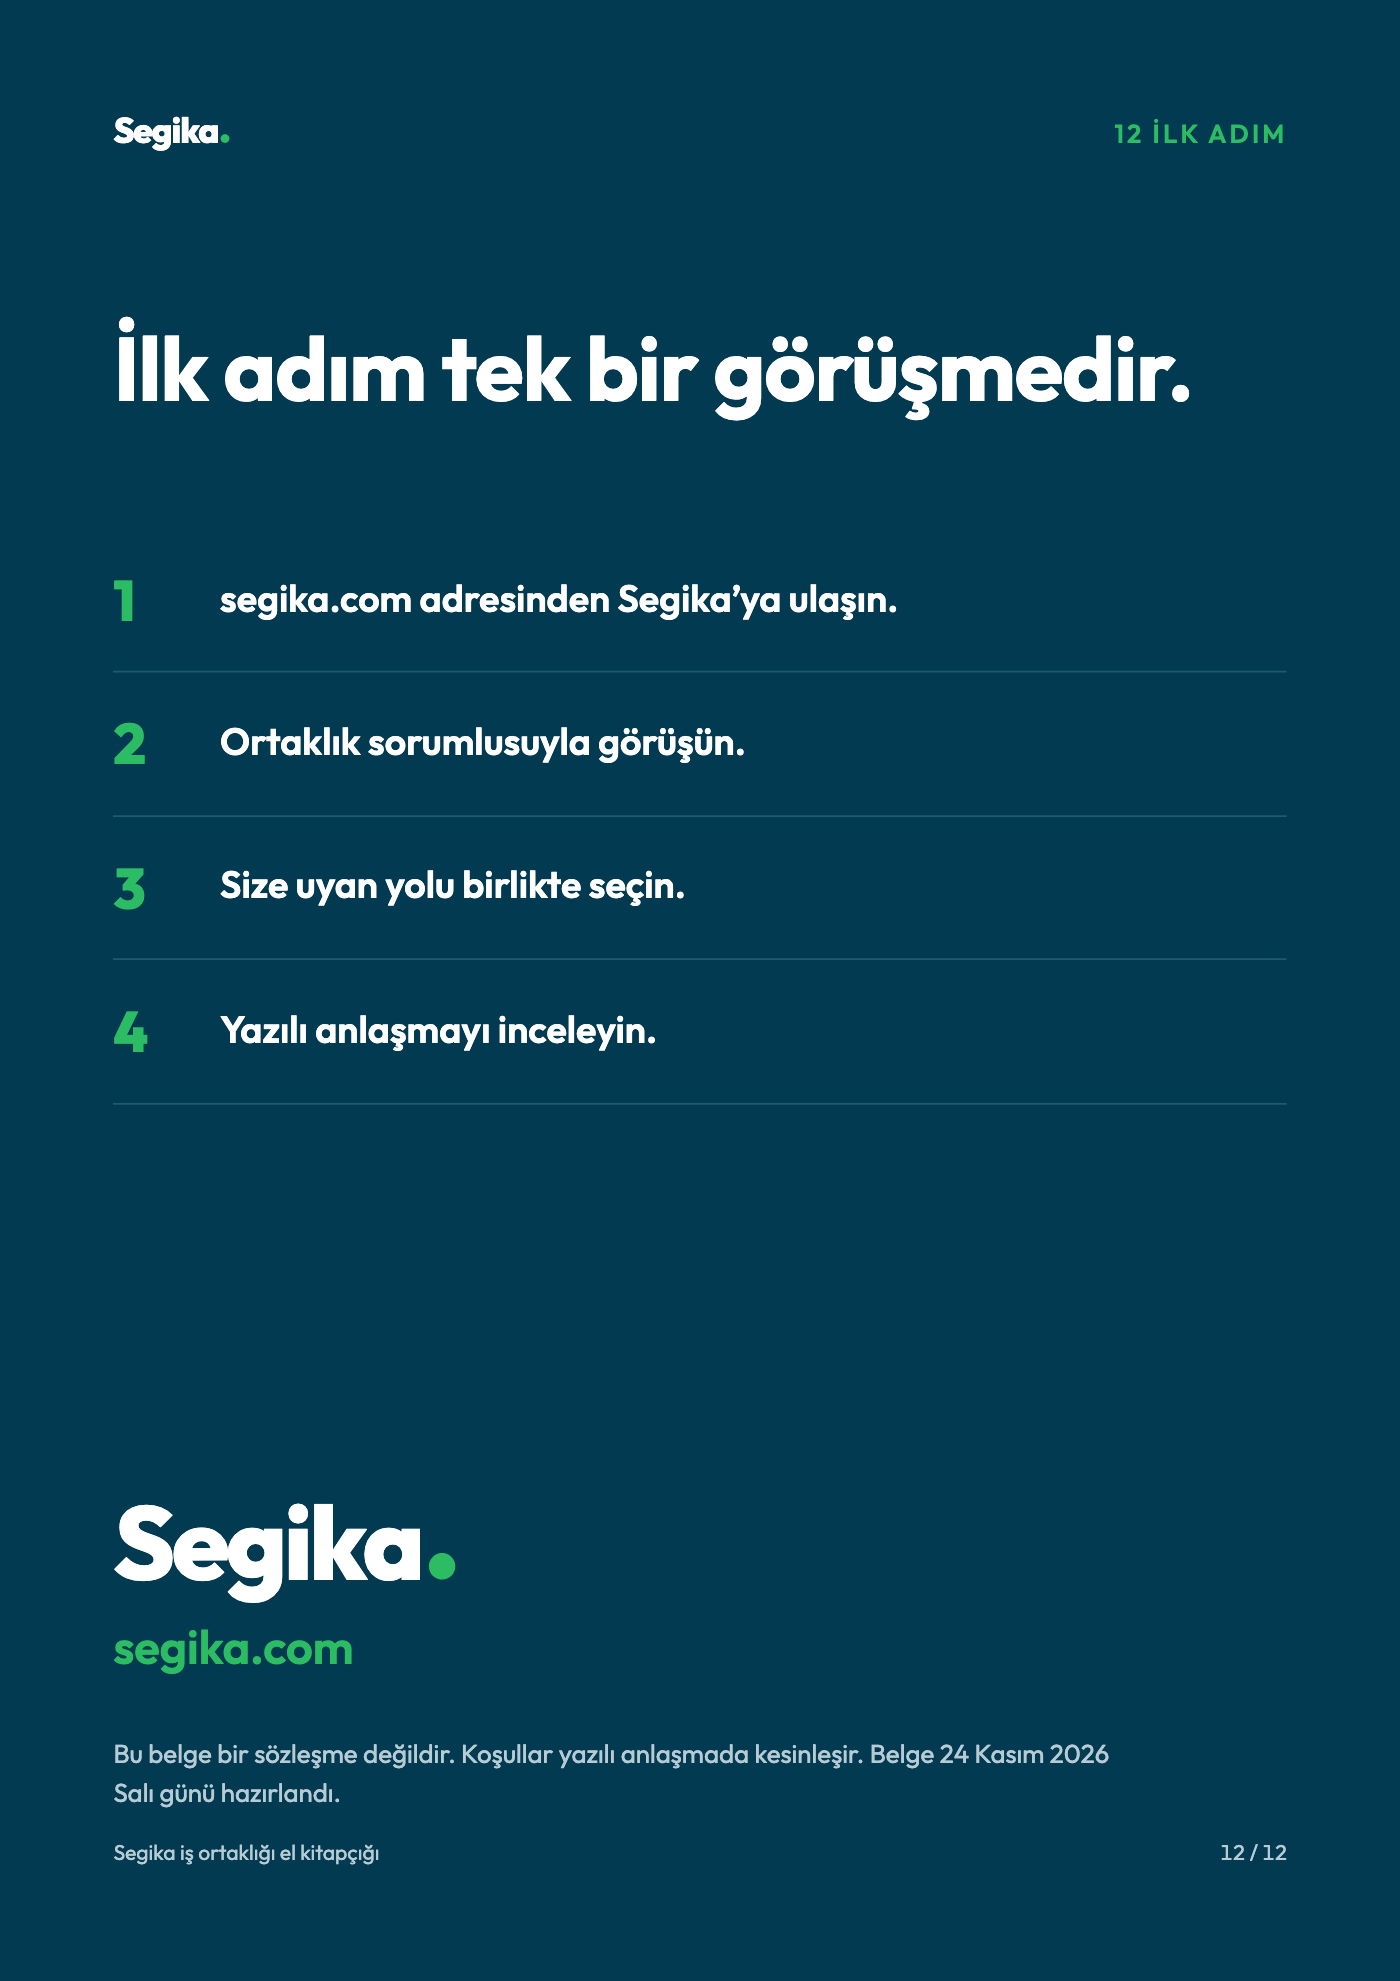 Segika.
12 İLK ADIM
İlk adım tek bir görüşmedir.
1 segika.com adresinden Segika’ya ulaşın.
2 Ortaklık sorumlusuyla görüşün.
3 Size uyan yolu birlikte seçin.
4 Yazılı anlaşmayı inceleyin.
Segika.
segika.com
Bu belge bir sözleşme değildir. Koşullar yazılı anlaşmada kesinleşir. Belge 24 Kasım 2026
Salı günü hazırlandı.
Segika iş ortaklığı el kitapçığı
12 / 12